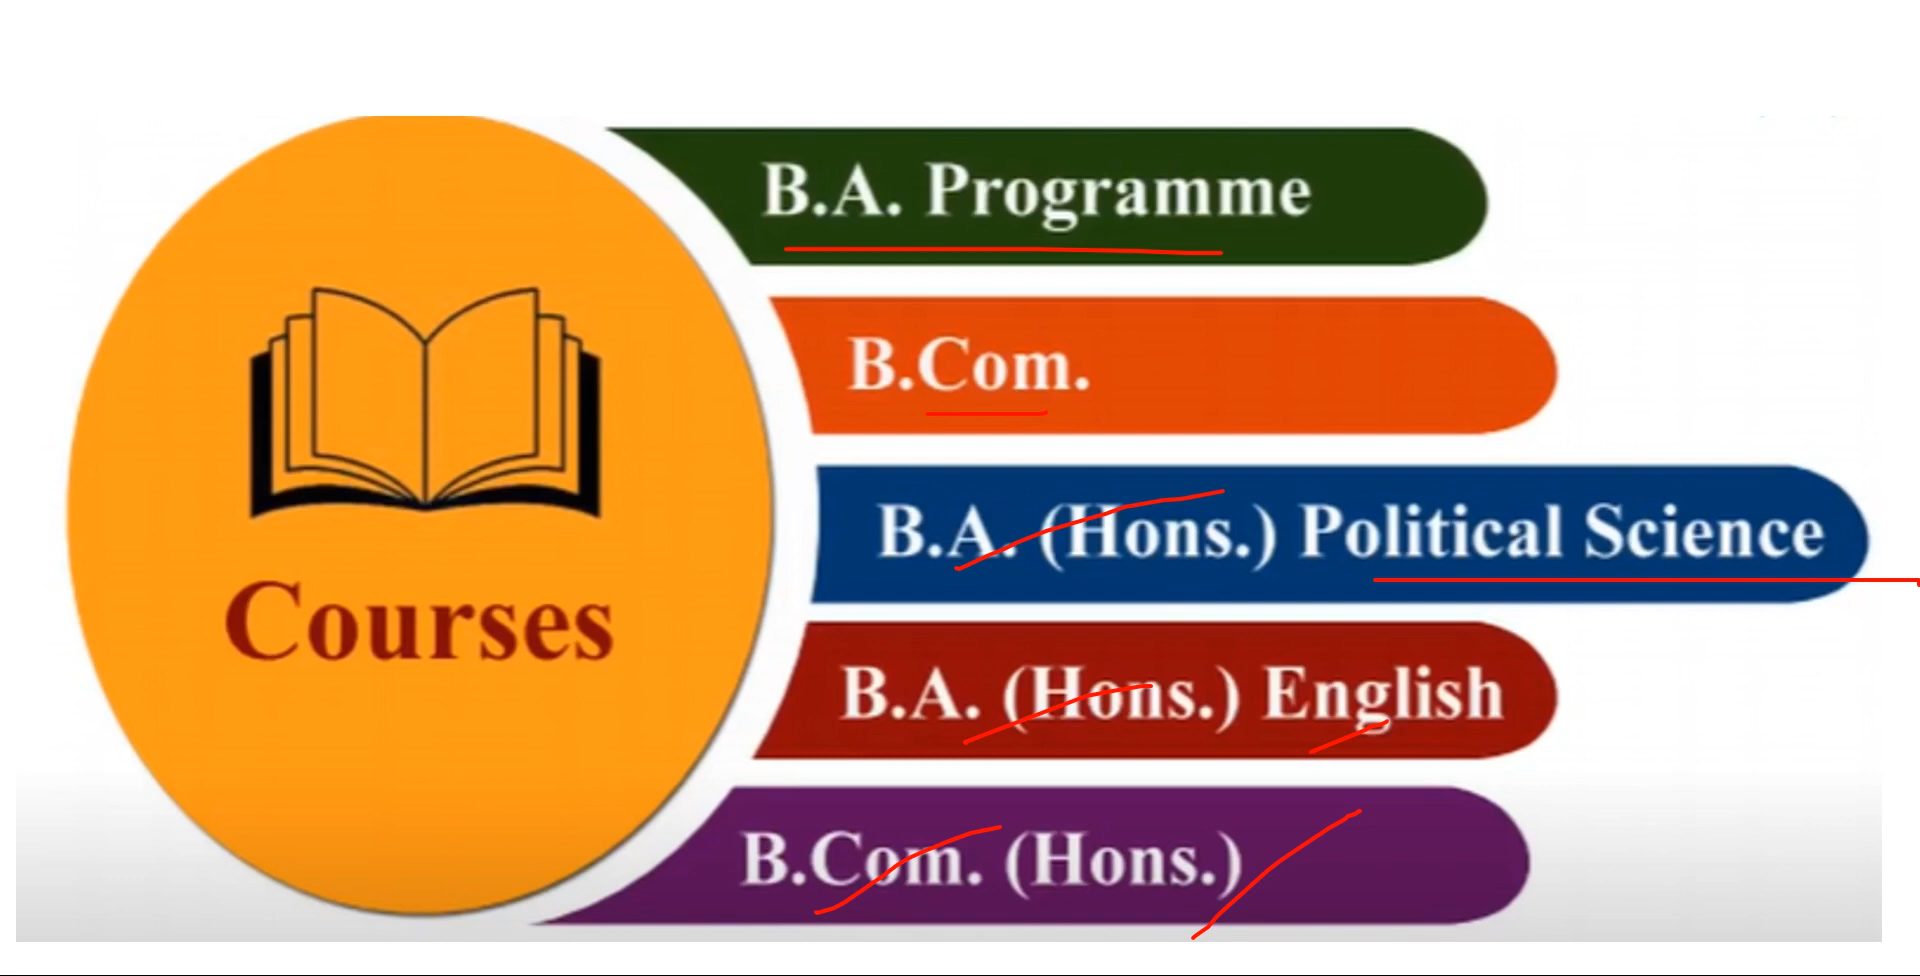 Courses
B.A. Programme
B.Com.
B.A. (Hons.) Political Science
B.A. (Hons.) English
B.Com. (Hons.)